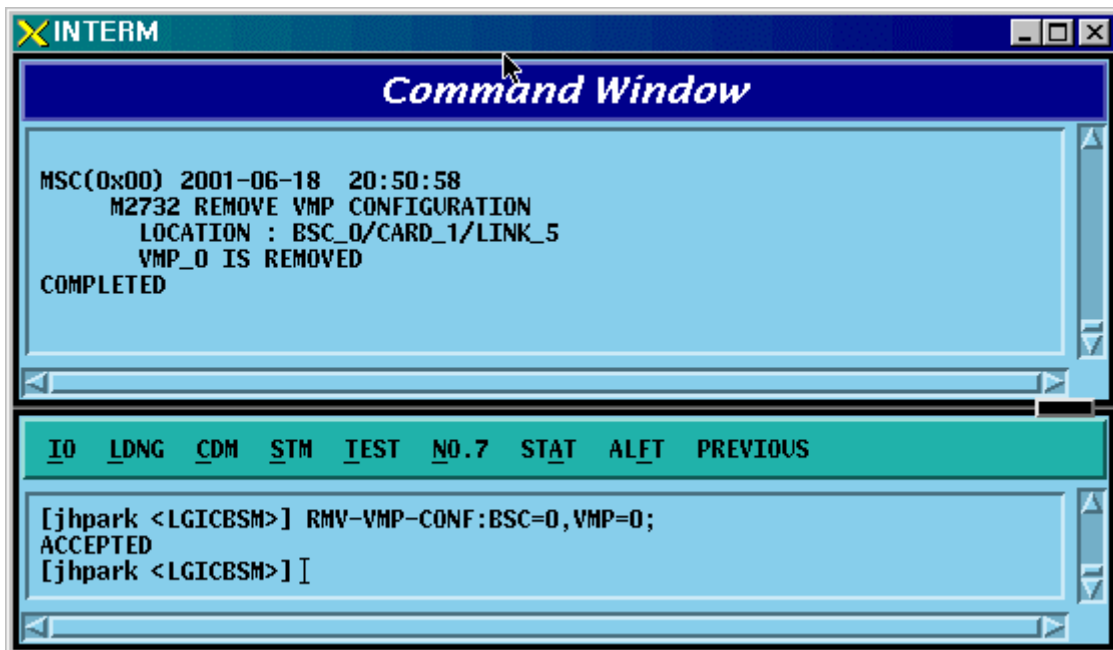 INTERM
Command Window
MSC(0x00) 2001-06-18 20:50:58
M2732 REMOVE VMP CONFIGURATION
LOCATION : BSC_0/CARD_1/LINK_5
VMP_0 IS REMOVED
COMPLETED
IO LDNG CDM STM TEST NO.7 STAT ALFT PREVIOUS
[jhpark <LGICBSM>] RMV-VMP-CONF:BSC=0,VMP=0;
ACCEPTED
[jhpark <LGICBSM>]